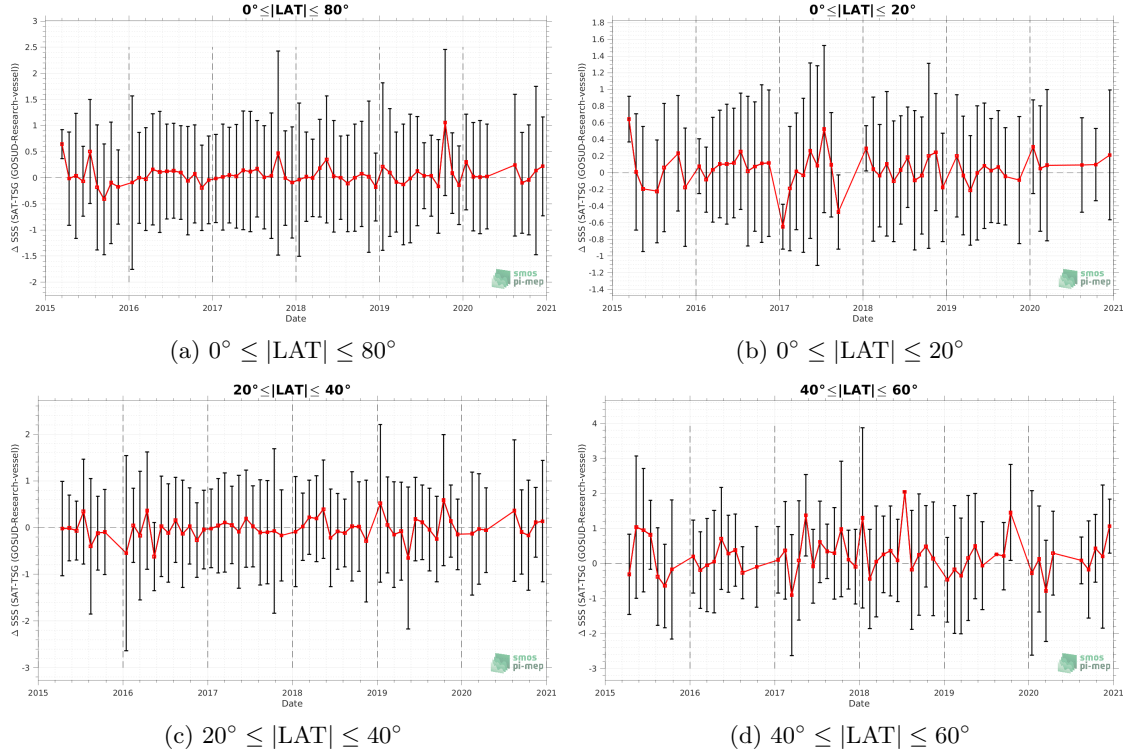 0°≤|LAT|≤ 80°
Δ SSS (SAT-TSG (GOSUD-Research-vessel))
3
2.5
2
1.5
1
0.5
0
-0.5
-1
-1.5
-2
2015 2016 2017 2018 2019 2020 2021
Date
smos
pi-mep
(a) 0° ≤ |LAT| ≤ 80°
0°≤|LAT|≤ 20°
Δ SSS (SAT-TSG (GOSUD-Research-vessel))
1.8
1.6
1.4
1.2
1
0.8
0.6
0.4
0.2
0
-0.2
-0.4
-0.6
-0.8
-1
-1.2
-1.4
2015 2016 2017 2018 2019 2020 2021
Date
smos
pi-mep
(b) 0° ≤ |LAT| ≤ 20°
20°≤|LAT|≤ 40°
Δ SSS (SAT-TSG (GOSUD-Research-vessel))
2
1
0
-1
-2
-3
2015 2016 2017 2018 2019 2020 2021
Date
smos
pi-mep
(c) 20° ≤ |LAT| ≤ 40°
40°≤|LAT|≤ 60°
Δ SSS (SAT-TSG (GOSUD-Research-vessel))
4
3
2
1
0
-1
-2
-3
2015 2016 2017 2018 2019 2020 2021
Date
smos
pi-mep
(d) 40° ≤ |LAT| ≤ 60°